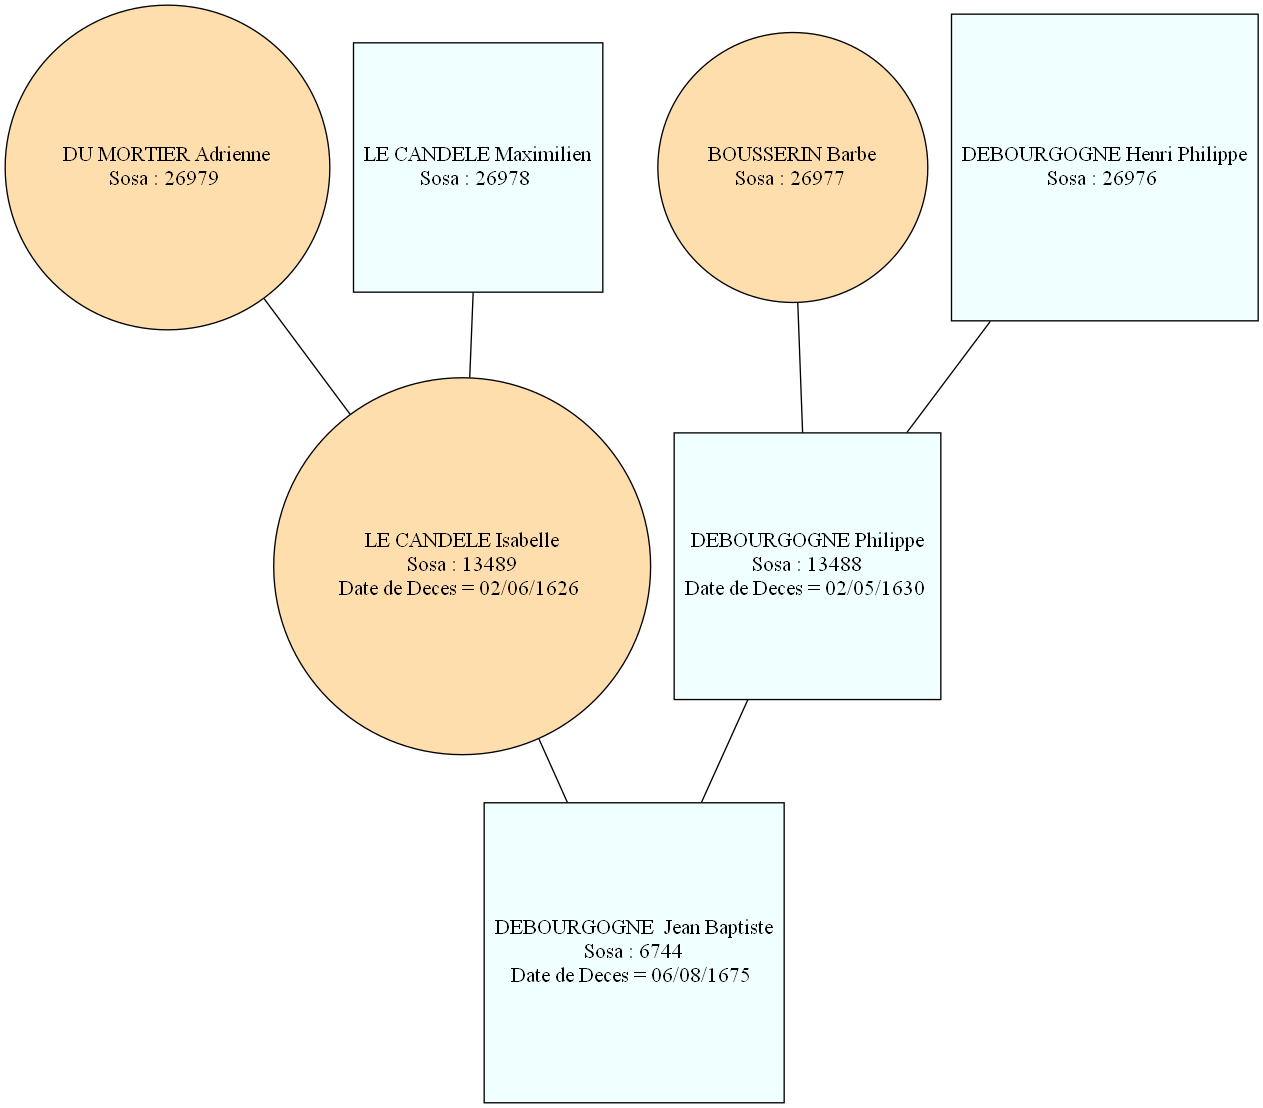 DU MORTIER Adrienne
Sosa : 26979
LE CANDELE Maximilien
Sosa : 26978
BOUSSERIN Barbe
Sosa : 26977
DEBOURGOGNE Henri Philippe
Sosa : 26976
LE CANDELE Isabelle
Sosa : 13489
Date de Deces = 02/06/1626
DEBOURGOGNE Philippe
Sosa : 13488
Date de Deces = 02/05/1630
DEBOURGOGNE  Jean Baptiste
Sosa : 6744
Date de Deces = 06/08/1675